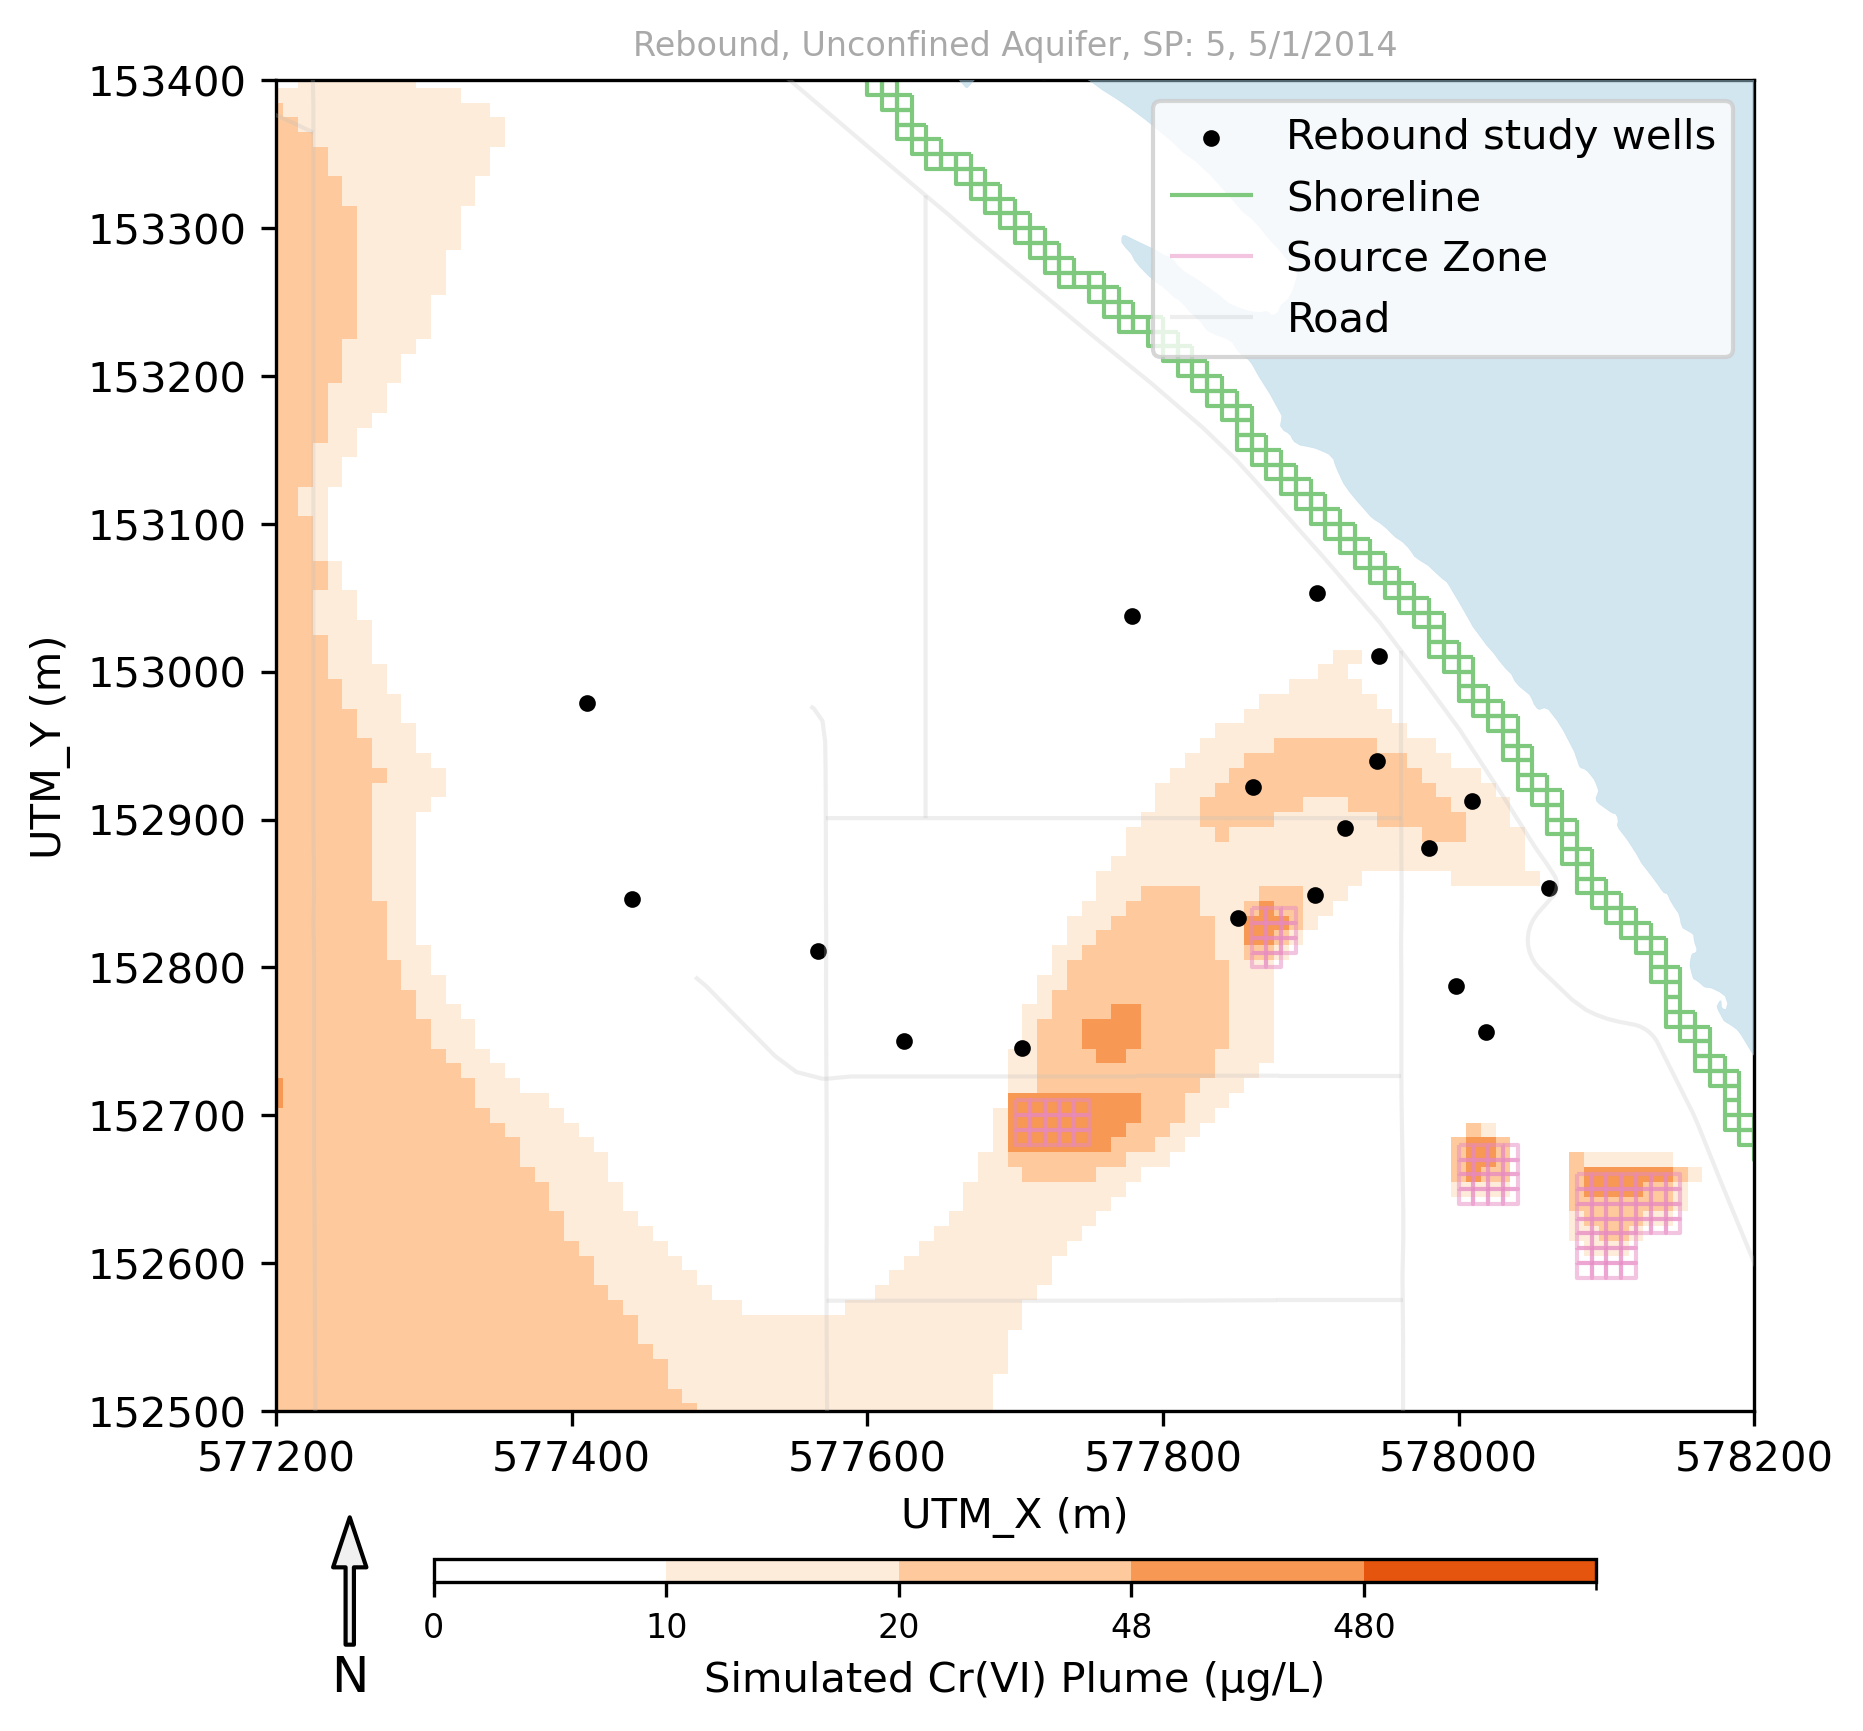 Rebound, Unconfined Aquifer, SP: 5, 5/1/2014
153400
153300
153200
153100
153000
152900
152800
152700
152600
152500
UTM_Y (m)
Rebound study wells
Shoreline
Source Zone
Road
577200 577400 577600 577800 578000 578200
UTM_X (m)
N
0 10 20 48 480
Simulated Cr(VI) Plume (μg/L)